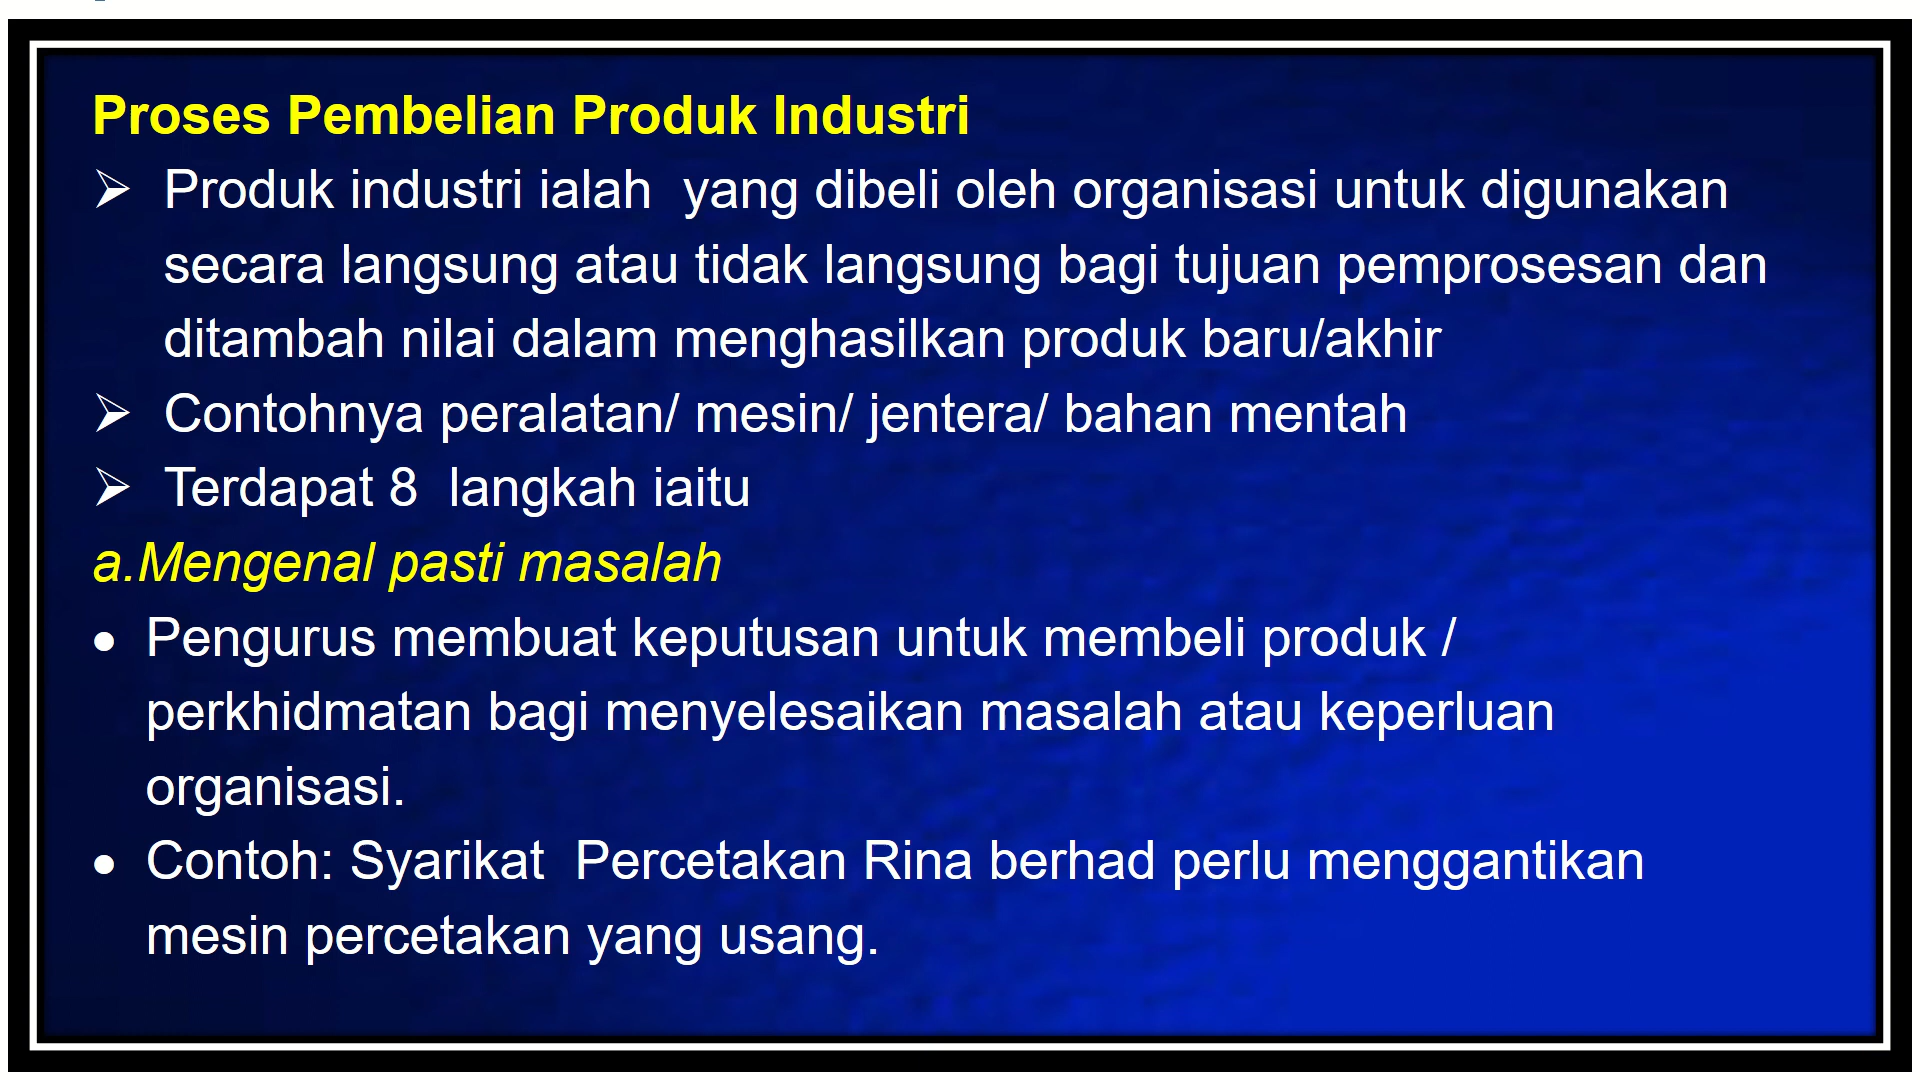 Proses Pembelian Produk Industri
➢ Produk industri ialah  yang dibeli oleh organisasi untuk digunakan
secara langsung atau tidak langsung bagi tujuan pemprosesan dan
ditambah nilai dalam menghasilkan produk baru/akhir
➢ Contohnya peralatan/ mesin/ jentera/ bahan mentah
➢ Terdapat 8  langkah iaitu
a.Mengenal pasti masalah
• Pengurus membuat keputusan untuk membeli produk /
perkhidmatan bagi menyelesaikan masalah atau keperluan
organisasi.
• Contoh: Syarikat  Percetakan Rina berhad perlu menggantikan
mesin percetakan yang usang.